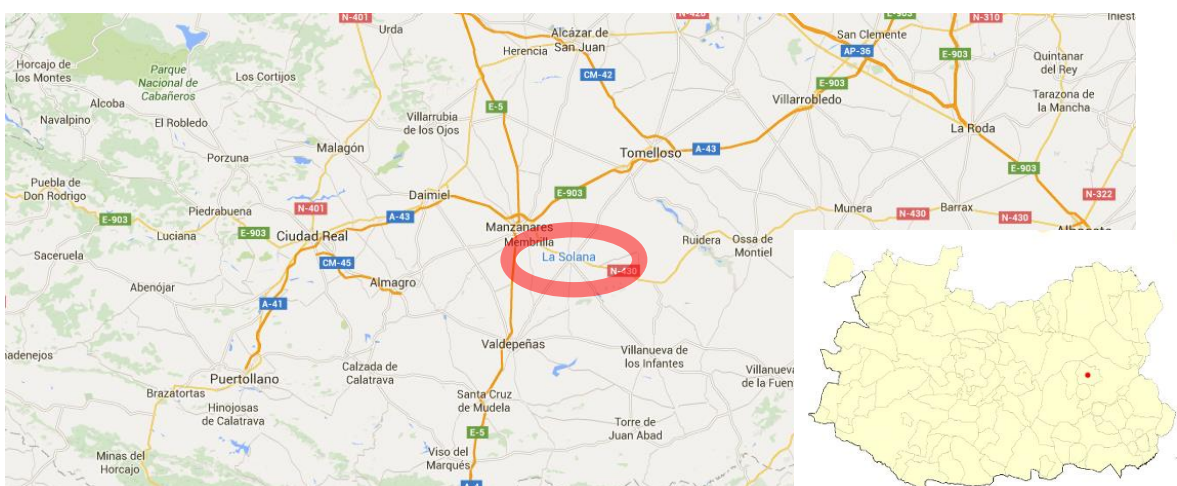 N-401
N-420
E-903
N-310
Iniest
Urda
Alcázar de
San Juan
San Clemente
Herencia
AP-36
E-903
Quintanar
del Rey
Horcajo de
los Montes
Parque
Nacional de
Cabañeros
Los Cortijos
CM-42
E-903
Villarrobledo
Tarazona de
la Mancha
Alcoba
E-5
Navalpino
El Robledo
Villarrubia
de los Ojos
La Roda
Malagón
Porzuna
Tomelloso
A-43
E-903
Puebla de
Don Rodrigo
Daimiel
E-903
N-322
Piedrabuena
N-401
A-43
Munera
N-430
Barrax
N-430
E-903
Luciana
E-903
Ciudad Real
Manzanares
Membrilla
Ruidera
Ossa de
Montiel
Albacete
Saceruela
CM-45
La Solana
N-430
Abenójar
Almagro
A-41
Valdepeñas
Villanueva de
los Infantes
nadenejos
Calzada de
Calatrava
Villanueva
de la Fuen
Puertollano
Brazatortas
Santa Cruz
de Mudela
Hinojosas
de Calatrava
Torre de
Juan Abad
E-5
Minas del
Horcajo
Viso del
Marqués
A-4